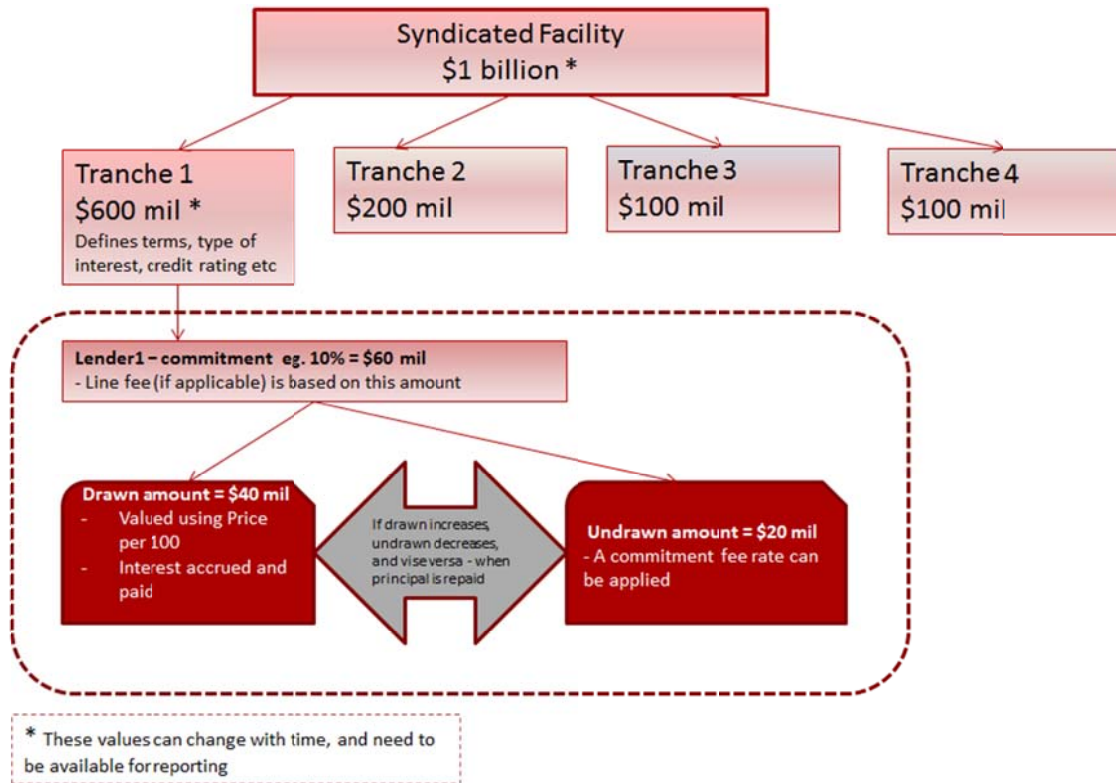 Syndicated Facility
$1 billion *
Tranche 1
$600 mil *
Defines terms, type of
interest, credit rating etc
Tranche 2
$200 mil
Tranche 3
$100 mil
Tranche 4
$100 mil
Lender1 – commitment eg. 10% = $60 mil
- Line fee (if applicable) is based on this amount
Drawn amount = $40 mil
- Valued using Price
per 100
- Interest accrued and
paid
If drawn increases,
undrawn decreases,
and vise versa - when
principal is repaid
Undrawn amount = $20 mil
- A commitment fee rate can
be applied
* These values can change with time, and need to
be available for reporting